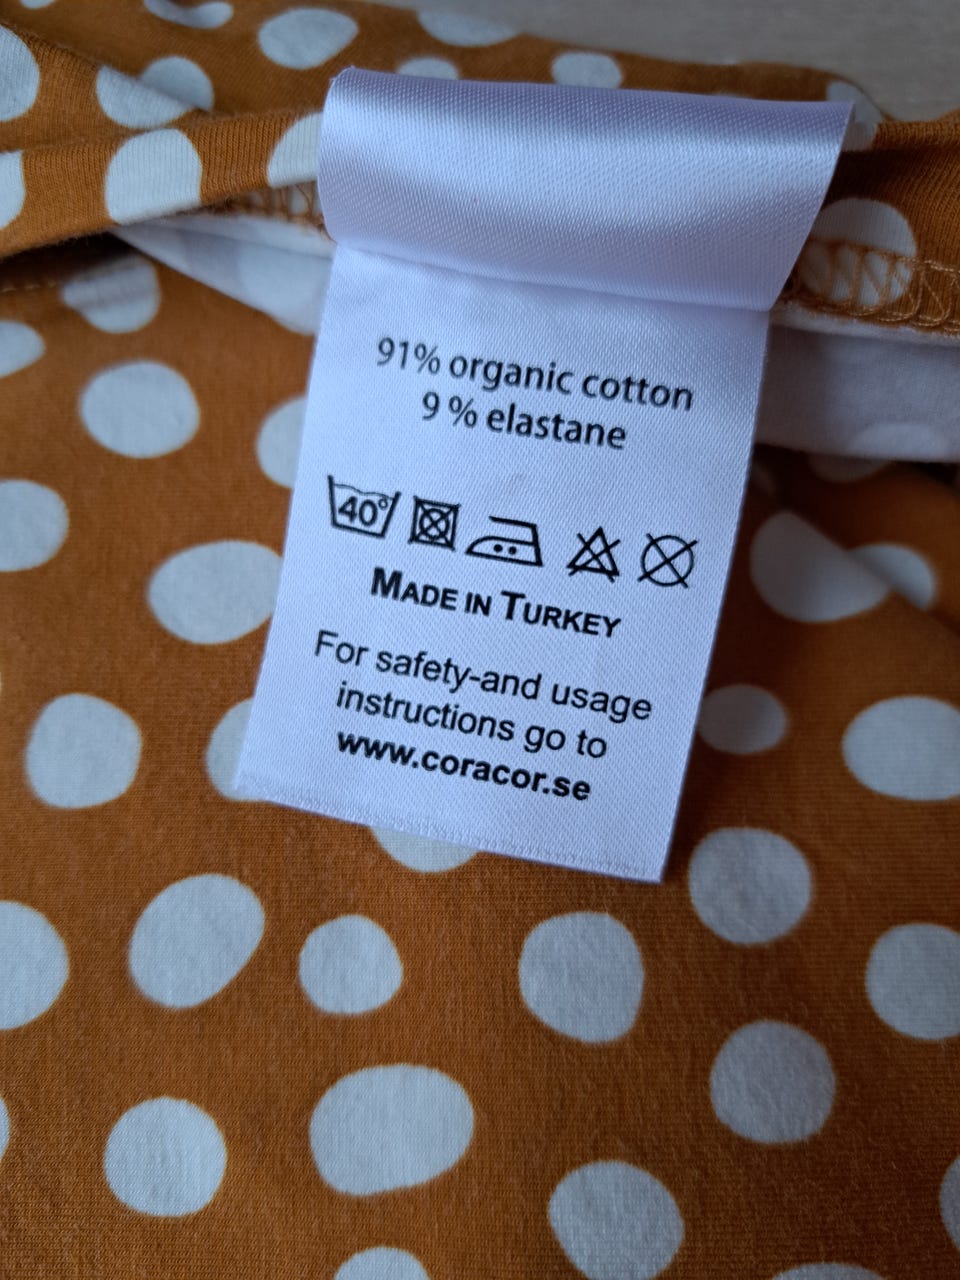 91% organic cotton
9 % elastane
40°
MADE IN TURKEY
For safety-and usage
instructions go to
www.coracor.se